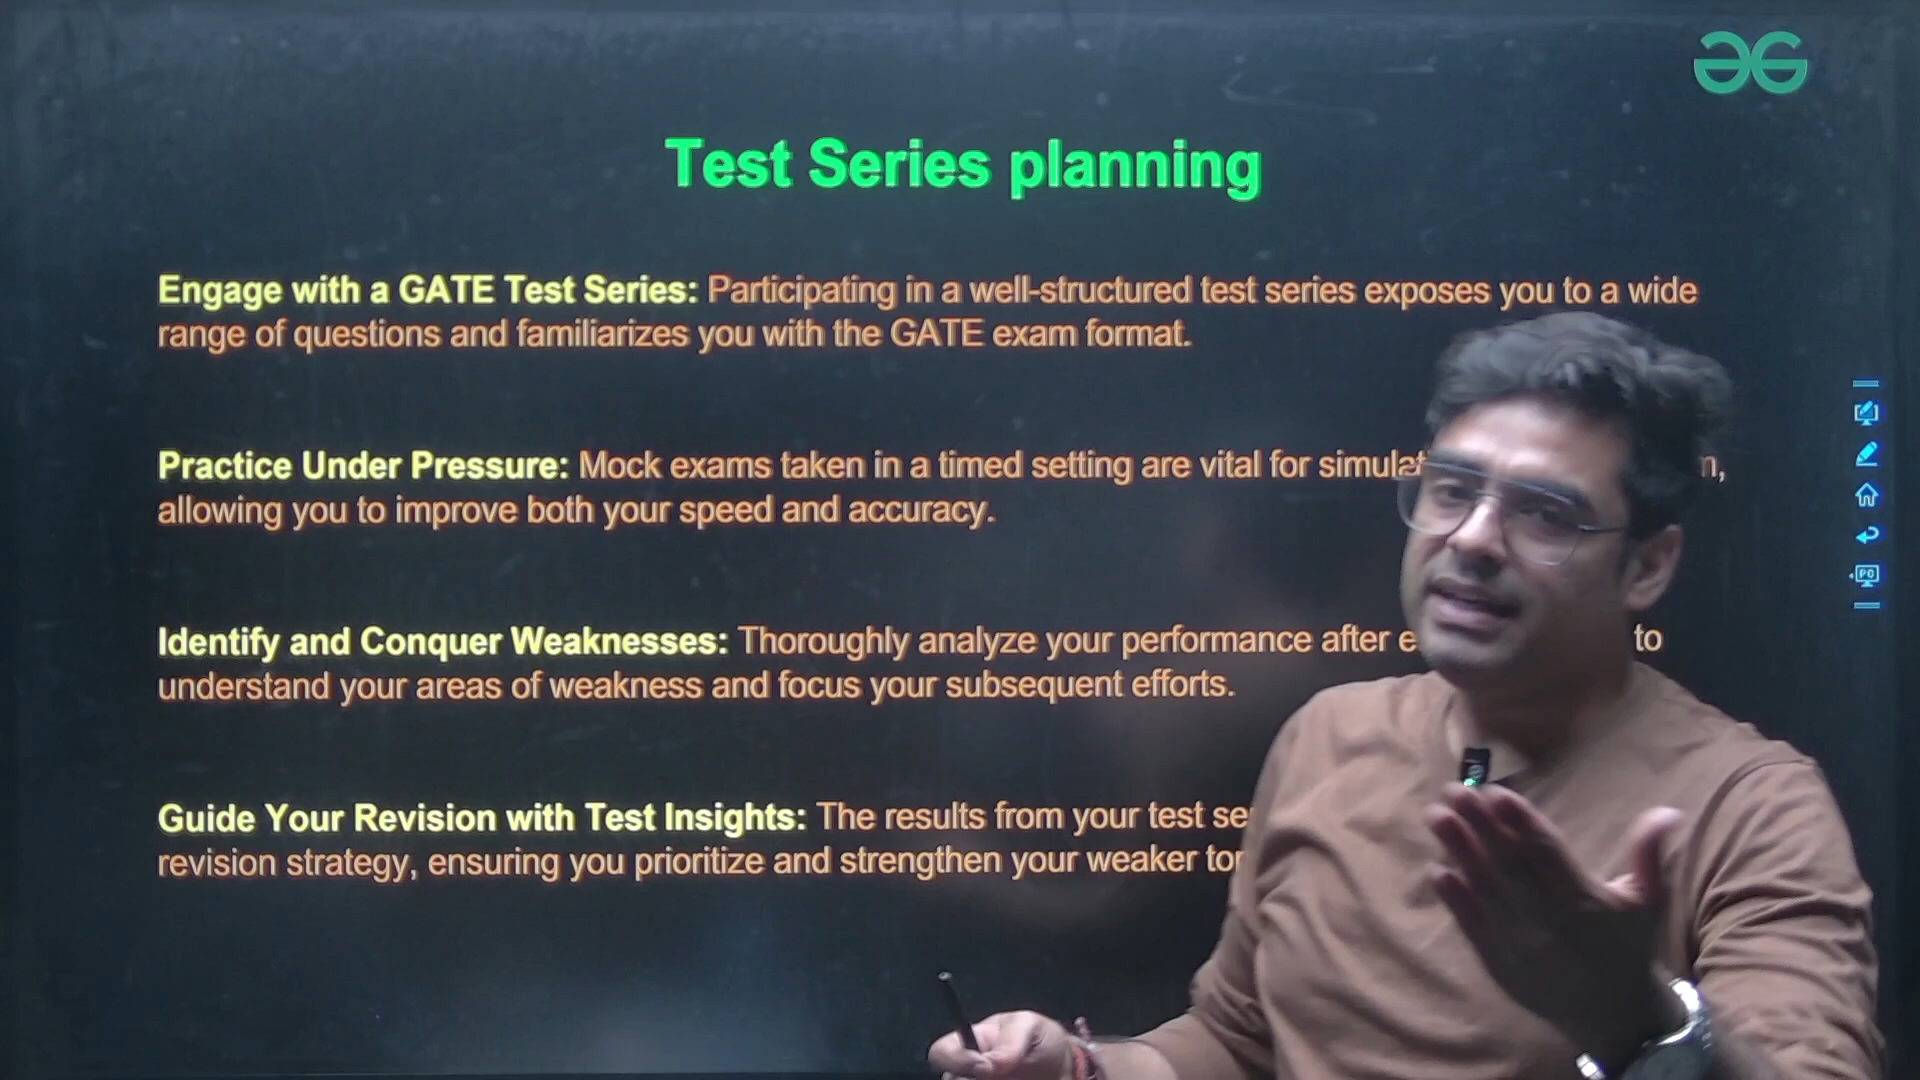 Test Series planning
Engage with a GATE Test Series: Participating in a well-structured test series exposes you to a wide
range of questions and familiarizes you with the GATE exam format.
Practice Under Pressure: Mock exams taken in a timed setting are vital for
allowing you to improve both your speed and accuracy.
Identify and Conquer Weaknesses: Thoroughly analyze your performance after to
understand your areas of weakness and focus your subsequent efforts.
Guide Your Revision with Test Insights: The results from your test
revision strategy, ensuring you prioritize and strengthen your weaker
PC